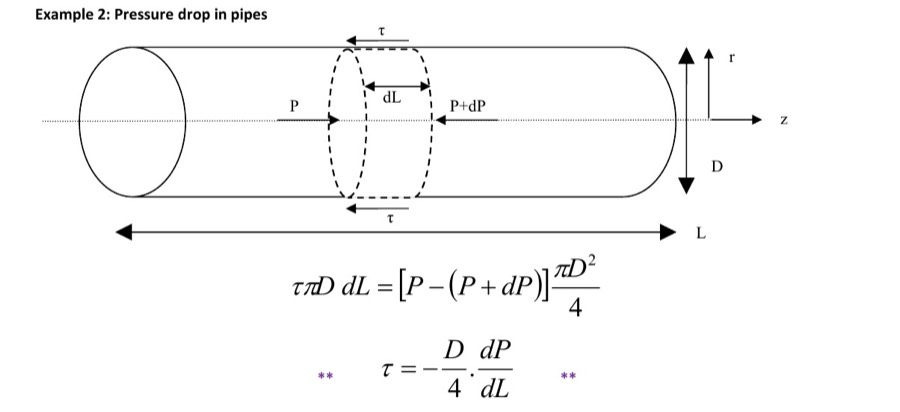 Example 2: Pressure drop in pipes
τ
r
dL
P
P+dP
z
D
τ
L
τπD dL = [P – (P + dP)] πD²/4
** τ = – D/4 . dP/dL **